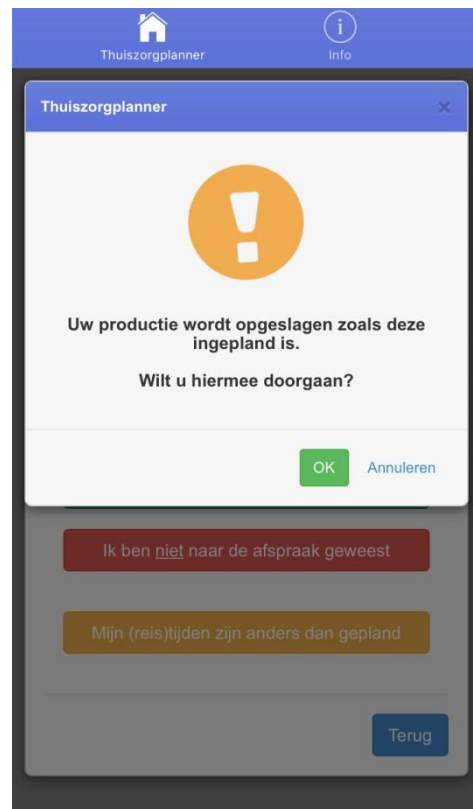 Thuiszorgplanner
Info
Thuiszorgplanner
Uw productie wordt opgeslagen zoals deze
ingepland is.
Wilt u hiermee doorgaan?
OK
Annuleren
Ik ben niet naar de afspraak geweest
Mijn (reis)tijden zijn anders dan gepland
Terug